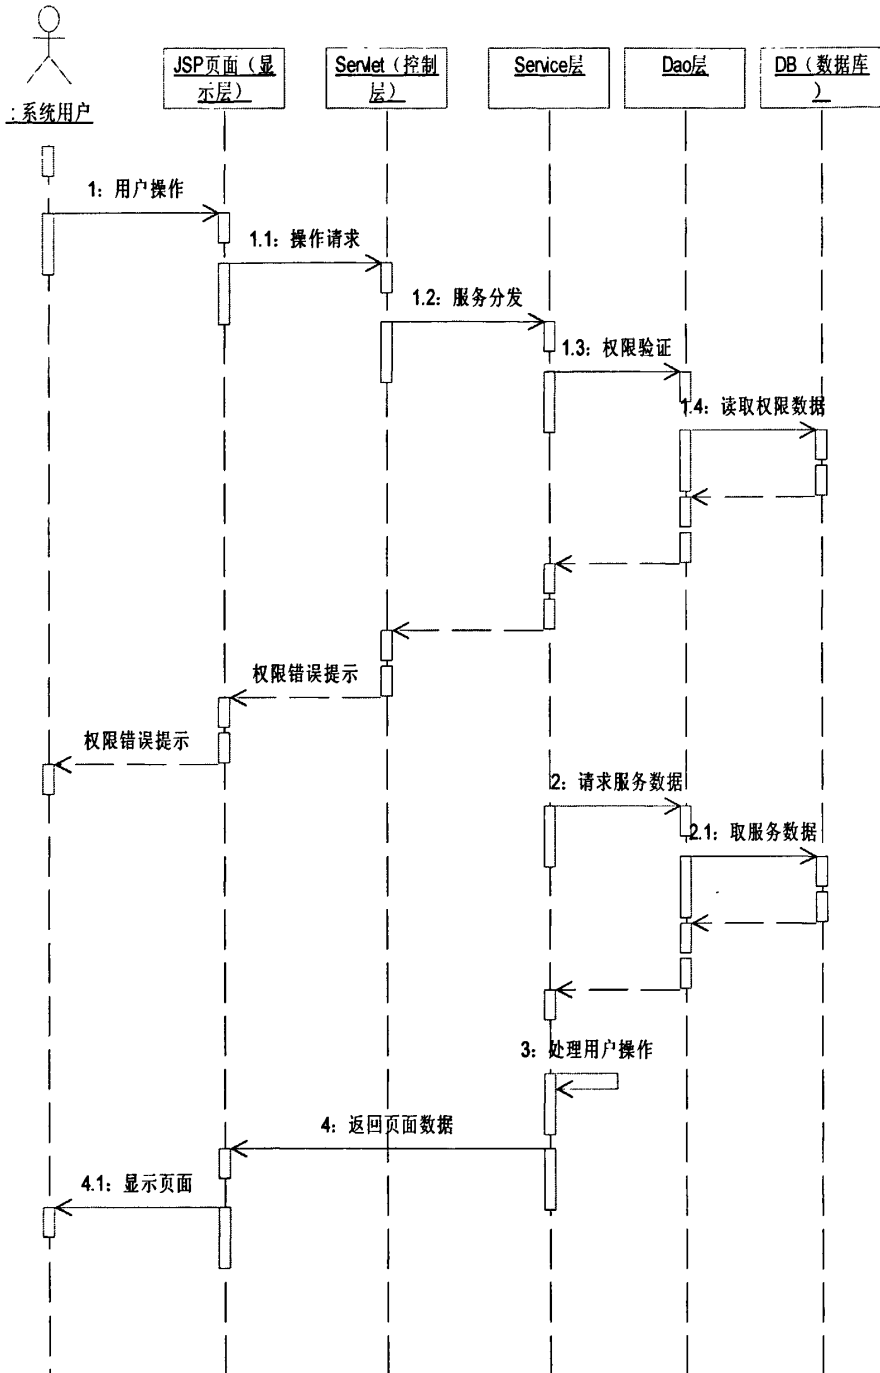 JSP页面（显
示层）
Servlet（控制
层）
Service层
Dao层
DB（数据库
）
:系统用户
1: 用户操作
1.1: 操作请求
1.2: 服务分发
1.3: 权限验证
1.4: 读取权限数据
权限错误提示
权限错误提示
2: 请求服务数据
2.1: 取服务数据
3: 处理用户操作
4: 返回页面数据
4.1: 显示页面